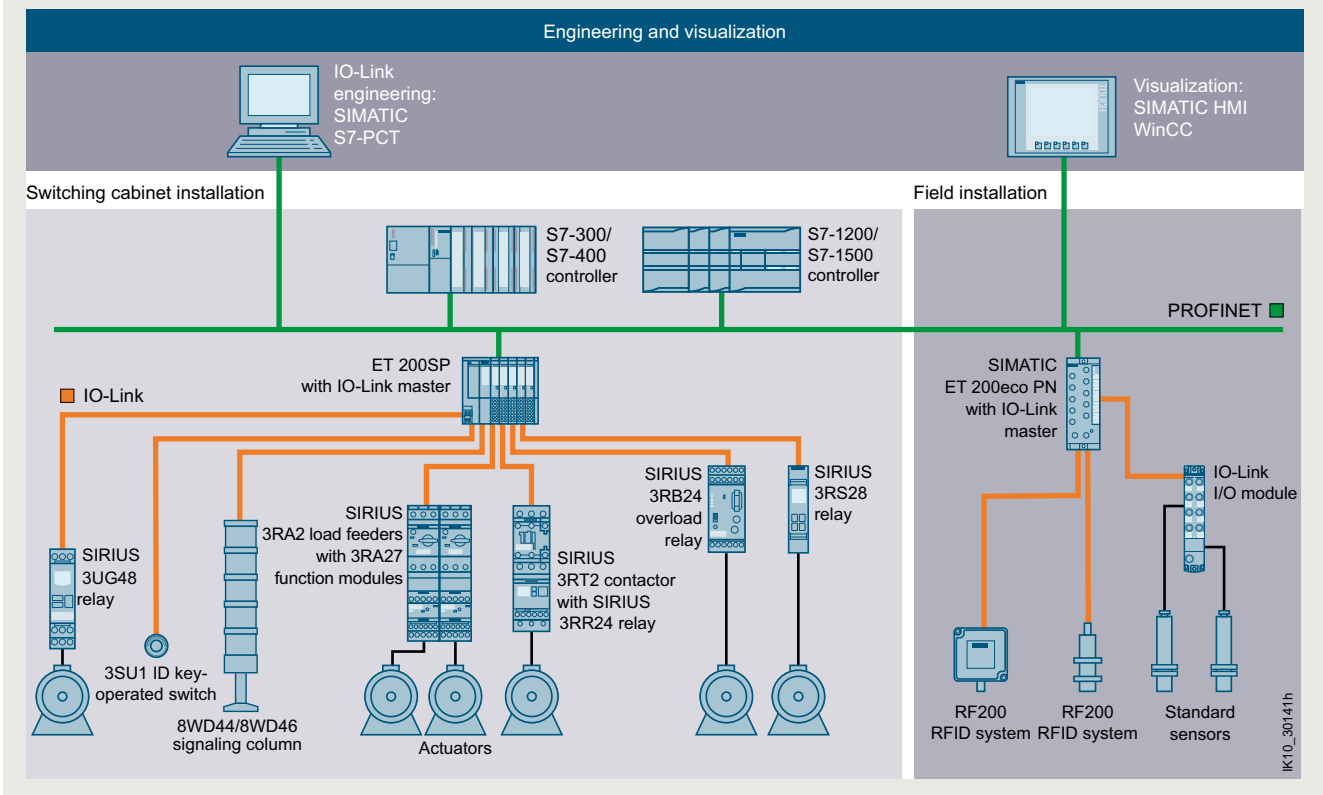 Engineering and visualization
IO-Link
engineering:
SIMATIC
S7-PCT
TOUCH
Visualization:
SIMATIC HMI
WinCC
Switching cabinet installation
Field installation
S7-300/
S7-400
controller
S7-1200/
S7-1500
controller
PROFINET
ET 200SP
with IO-Link master
SIMATIC
ET 200eco PN
with IO-Link
master
IO-Link
SIRIUS
3UG48
relay
3SU1 ID key-
operated switch
8WD44/8WD46
signaling column
SIRIUS
3RA2 load feeders
with 3RA27
function modules
Actuators
SIRIUS
3RT2 contactor
with SIRIUS
3RR24 relay
SIRIUS
3RB24
overload
relay
SIRIUS
3RS28
relay
IO-Link
I/O module
RF200
RFID system
RF200
RFID system
Standard
sensors
IK10_30141h